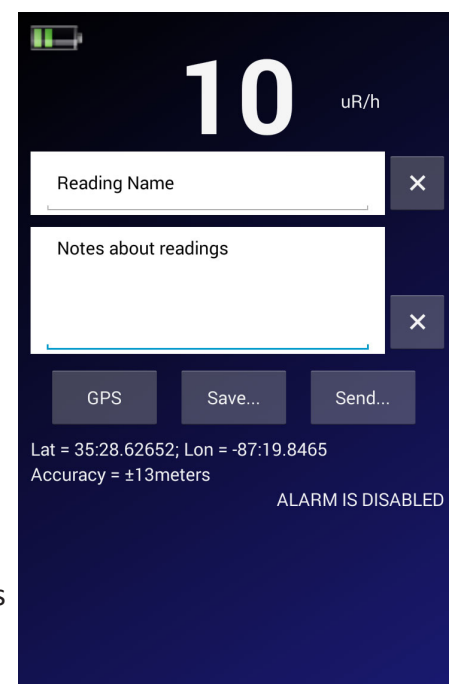 10 uR/h
Reading Name
×
Notes about readings
×
GPS Save... Send...
Lat = 35:28.62652; Lon = -87:19.8465
Accuracy = ±13meters
ALARM IS DISABLED
s